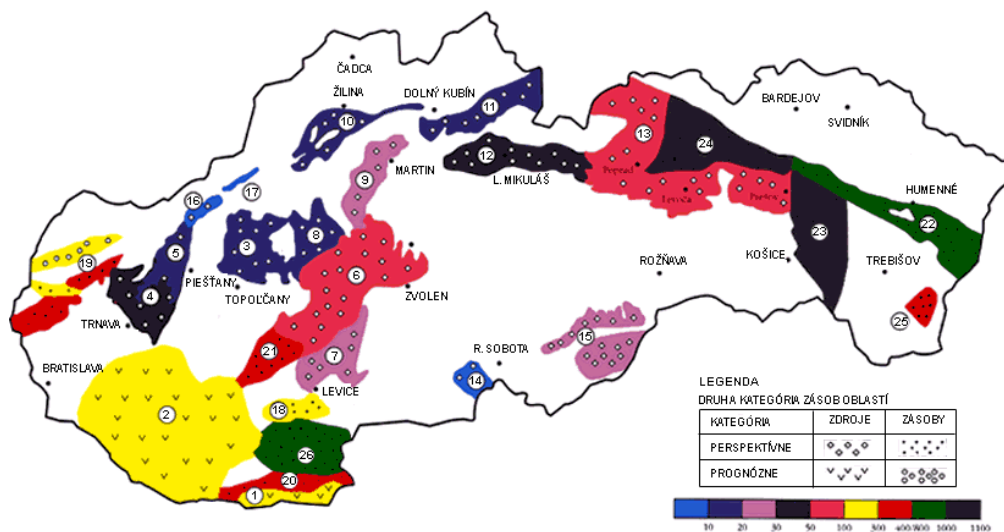 ČADCA
ŽILINA
DOLNÝ KUBÍN
11
10
BARDEJOV
SVIDNÍK
13
24
12
MARTIN
L. MIKULÁŠ
Poprad
9
17
16
Levoča
Prešov
HUMENNÉ
22
3
8
5
23
19
PIEŠŤANY
6
ROŽŇAVA
KOŠICE
TREBIŠOV
4
TOPOĽČANY
ZVOLEN
TRNAVA
25
15
21
7
R. SOBOTA
BRATISLAVA
14
LEVICE
2
18
26
20
1
LEGENDA
DRUHA KATEGÓRIA ZÁSOB OBLASTÍ
KATEGÓRIA ZDROJE ZÁSOBY
PERSPEKTÍVNE
PROGNÓZNE
10 20 30 50 100 300 400 800 1000 1100